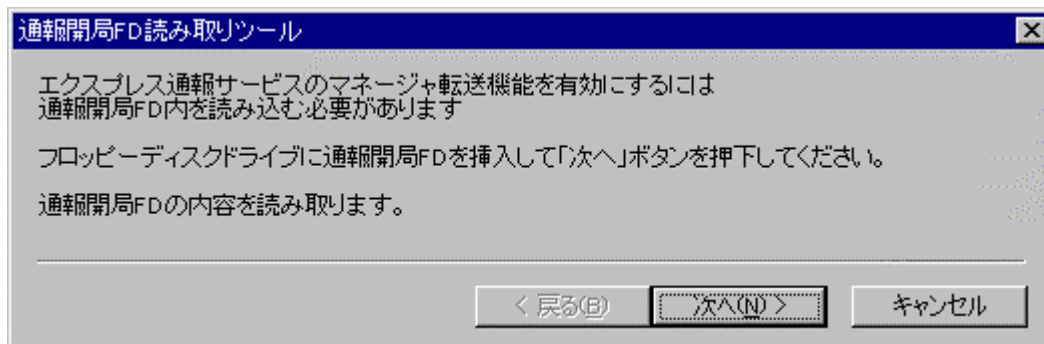 通報開局FD読み取りツール
エクスプレス通報サービスのマネージャ転送機能を有効にするには
通報開局FD内を読み込む必要があります
フロッピーディスクドライブに通報開局FDを挿入して「次へ」ボタンを押下してください。
通報開局FDの内容を読み取ります。
< 戻る(B) 次へ(N) > キャンセル